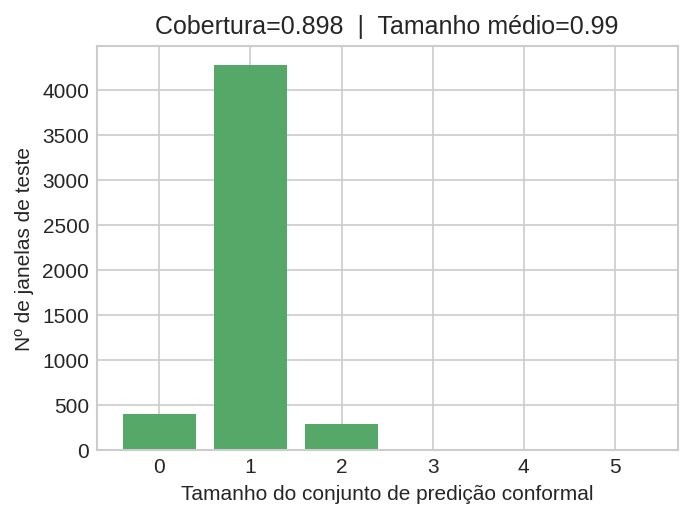 Cobertura=0.898 | Tamanho médio=0.99
Nº de janelas de teste
4000
3500
3000
2500
2000
1500
1000
500
0
0 1 2 3 4 5
Tamanho do conjunto de predição conformal